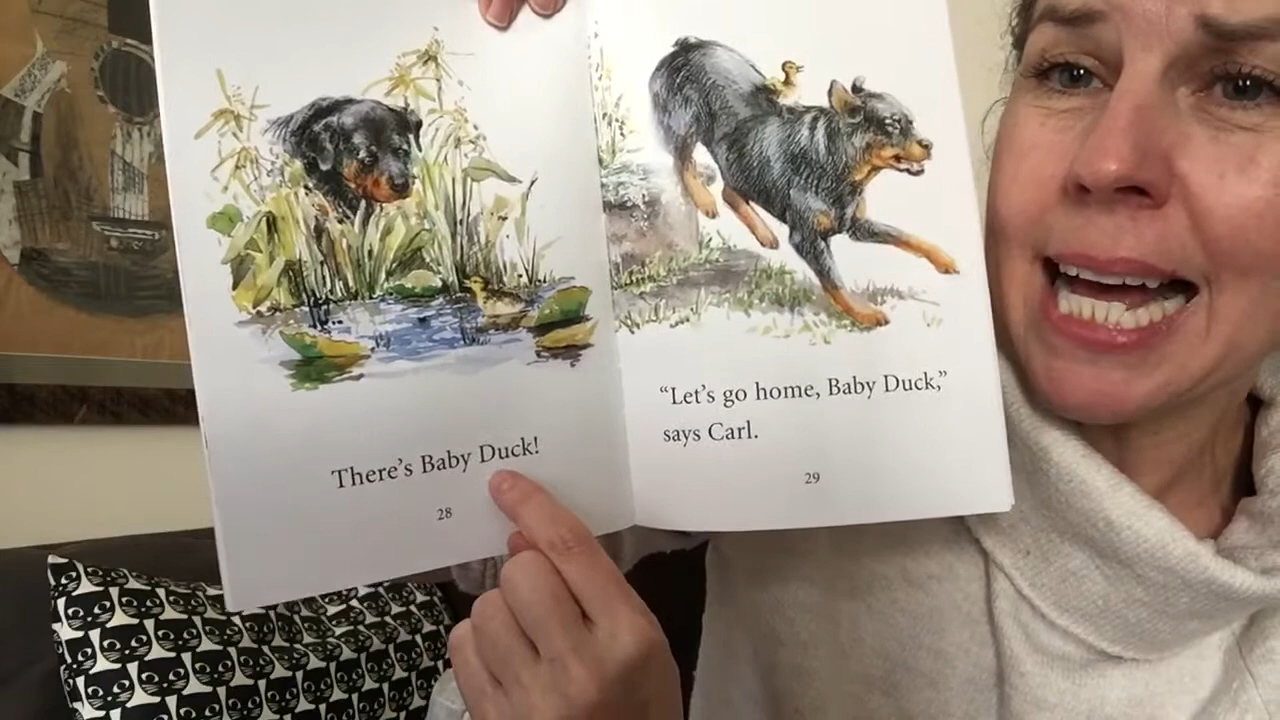 There's Baby Duck!
28
“Let's go home, Baby Duck,”
says Carl.
29